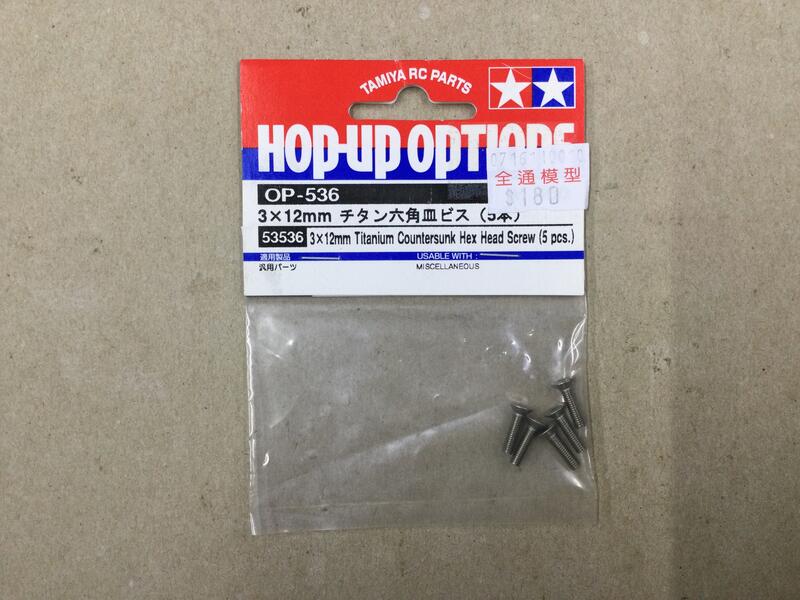 TAMIYA RC PARTS
HOP-UP OPTIONS
全通模型
$180
OP-536
3×12mm チタン六角皿ビス (5本)
53536 3×12mm Titanium Countersunk Hex Head Screw (5 pcs.)
適用製品 USABLE WITH :
汎用パーツ MISCELLANEOUS